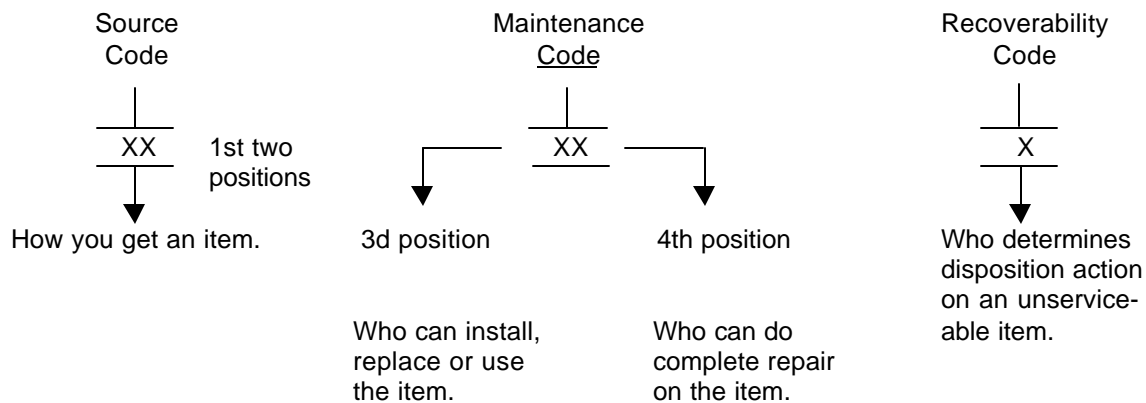 Source
Code
XX
1st two
positions
How you get an item.
Maintenance
Code
XX
3d position
4th position
Who can install,
replace or use
the item.
Who can do
complete repair
on the item.
Recoverability
Code
X
Who determines
disposition action
on an unservice-
able item.